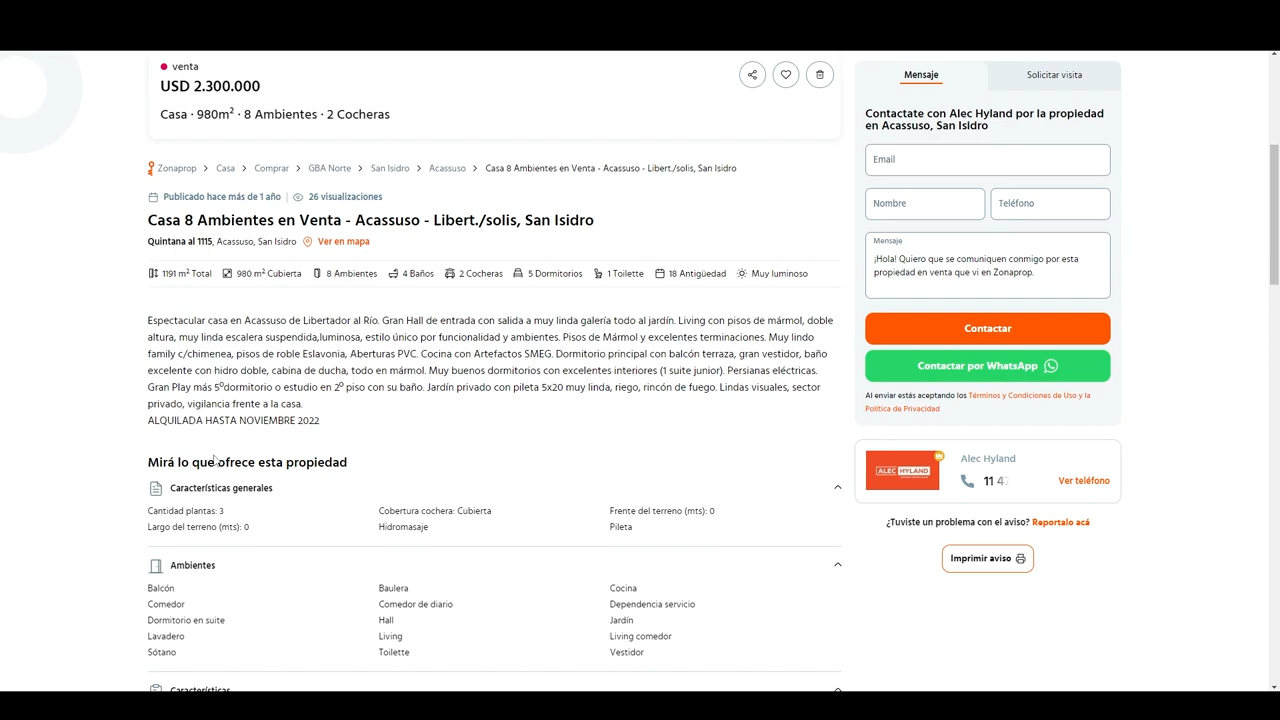 venta
USD 2.300.000
Casa · 980m² · 8 Ambientes · 2 Cocheras
Zonaprop > Casa > Comprar > GBA Norte > San Isidro > Acassuso > Casa 8 Ambientes en Venta - Acassuso - Libert./solis, San Isidro
Publicado hace más de 1 año | 26 visualizaciones
Casa 8 Ambientes en Venta - Acassuso - Libert./solis, San Isidro
Quintana al 1115, Acassuso, San Isidro Ver en mapa
1191 m² Total 980 m² Cubierta 8 Ambientes 4 Baños 2 Cocheras 5 Dormitorios 1 Toilette 18 Antigüedad Muy luminoso
Espectacular casa en Acassuso de Libertador al Río. Gran Hall de entrada con salida a muy linda galería todo al jardín. Living con pisos de mármol, doble
altura, muy linda escalera suspendida,luminosa, estilo único por funcionalidad y ambientes. Pisos de Mármol y excelentes terminaciones. Muy lindo
family c/chimenea, pisos de roble Eslavonia, Aberturas PVC. Cocina con Artefactos SMEG. Dormitorio principal con balcón terraza, gran vestidor, baño
excelente con hidro doble, cabina de ducha, todo en mármol. Muy buenos dormitorios con excelentes interiores (1 suite junior). Persianas eléctricas.
Gran Play más 5ºdormitorio o estudio en 2º piso con su baño. Jardín privado con pileta 5x20 muy linda, riego, rincón de fuego. Lindas visuales, sector
privado, vigilancia frente a la casa.
ALQUILADA HASTA NOVIEMBRE 2022
Mirá lo que ofrece esta propiedad
Características generales
Cantidad plantas: 3 Cobertura cochera: Cubierta Frente del terreno (mts): 0
Largo del terreno (mts): 0 Hidromasaje Pileta
Ambientes
Balcón Baulera Cocina
Comedor Comedor de diario Dependencia servicio
Dormitorio en suite Hall Jardín
Lavadero Living Living comedor
Sótano Toilette Vestidor
Características
Mensaje Solicitar visita
Contactate con Alec Hyland por la propiedad
en Acassuso, San Isidro
Email
Nombre Teléfono
Mensaje
¡Hola! Quiero que se comuniquen conmigo por esta
propiedad en venta que vi en Zonaprop.
Contactar
Contactar por WhatsApp
Al enviar estás aceptando los Términos y Condiciones de Uso y la
Política de Privacidad
ALEC HYLAND
Alec Hyland
11 47 Ver teléfono
¿Tuviste un problema con el aviso? Reportalo acá
Imprimir aviso